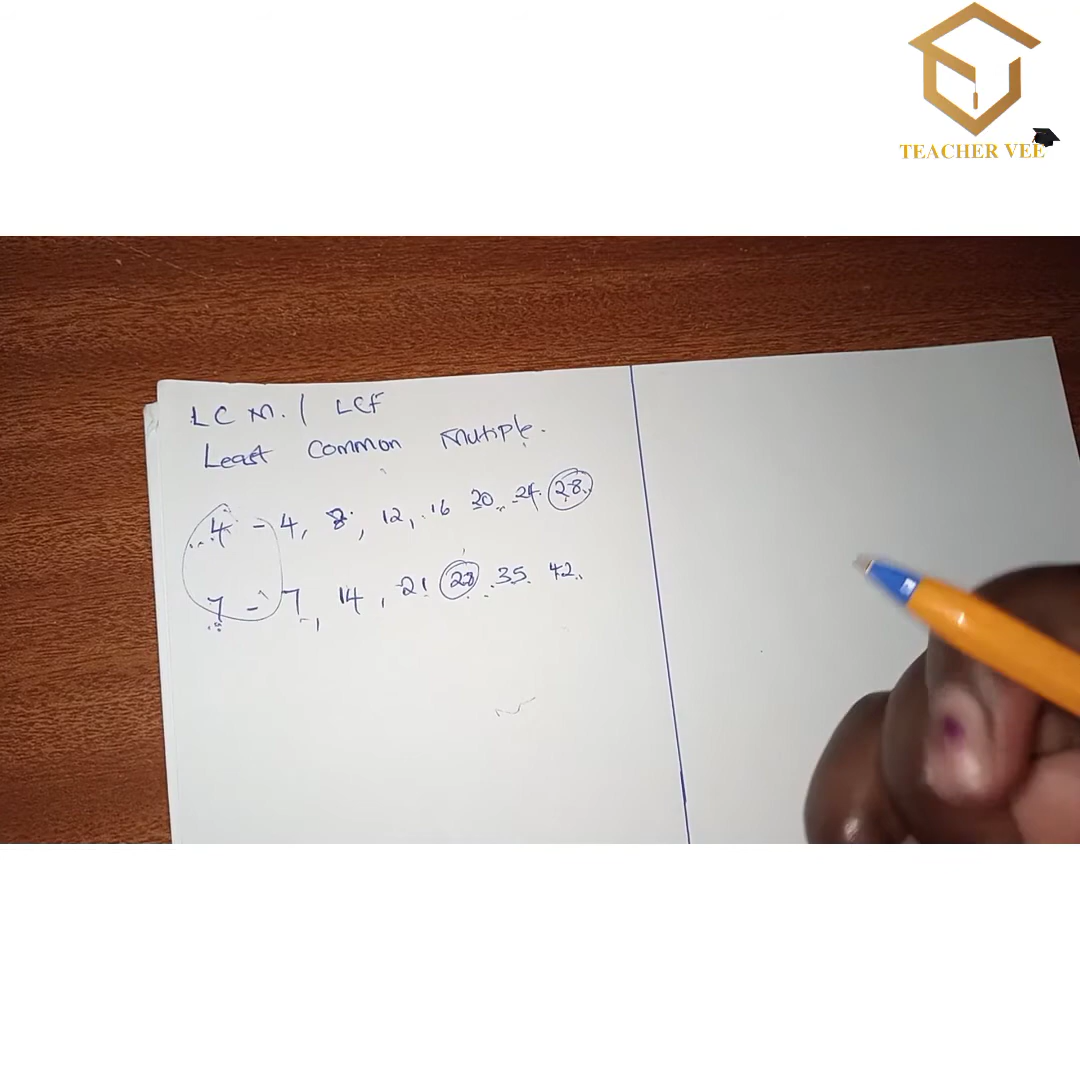 TEACHER VEE
LCM. / LCF
Least Common Mutiple.
4 - 4, 8, 12, 16 20 24 28
7 - 7, 14, 21 28 35 42